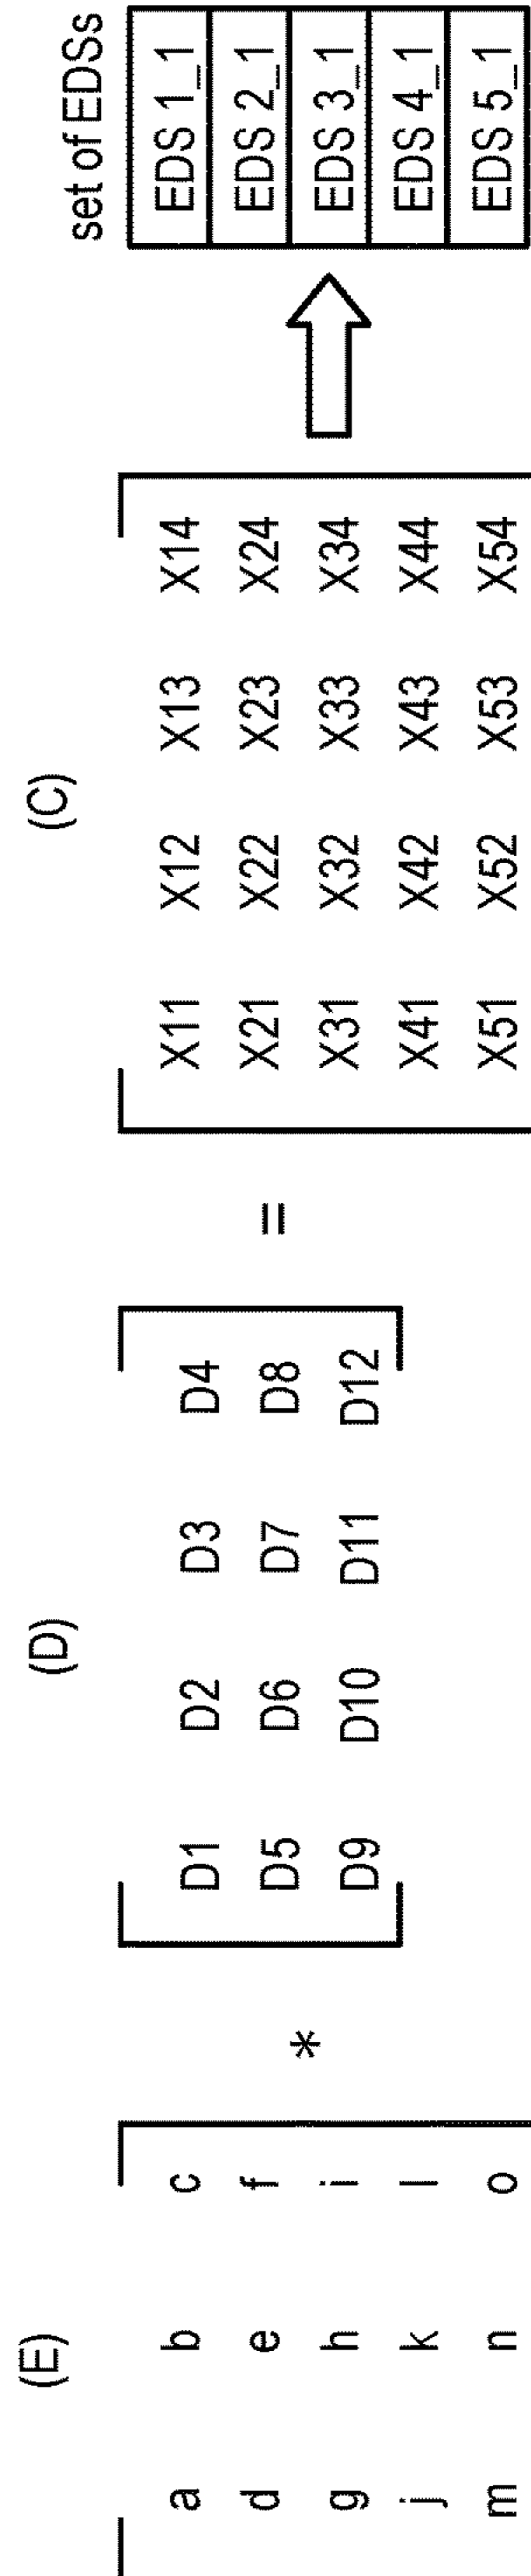 (E) (D) (C) set of EDSs
a b c D1 D2 D3 D4 X11 X12 X13 X14 EDS 1_1
d e f * D5 D6 D7 D8 = X21 X22 X23 X24 EDS 2_1
g h i D9 D10 D11 D12 X31 X32 X33 X34 EDS 3_1
j k l X41 X42 X43 X44 EDS 4_1
m n o X51 X52 X53 X54 EDS 5_1